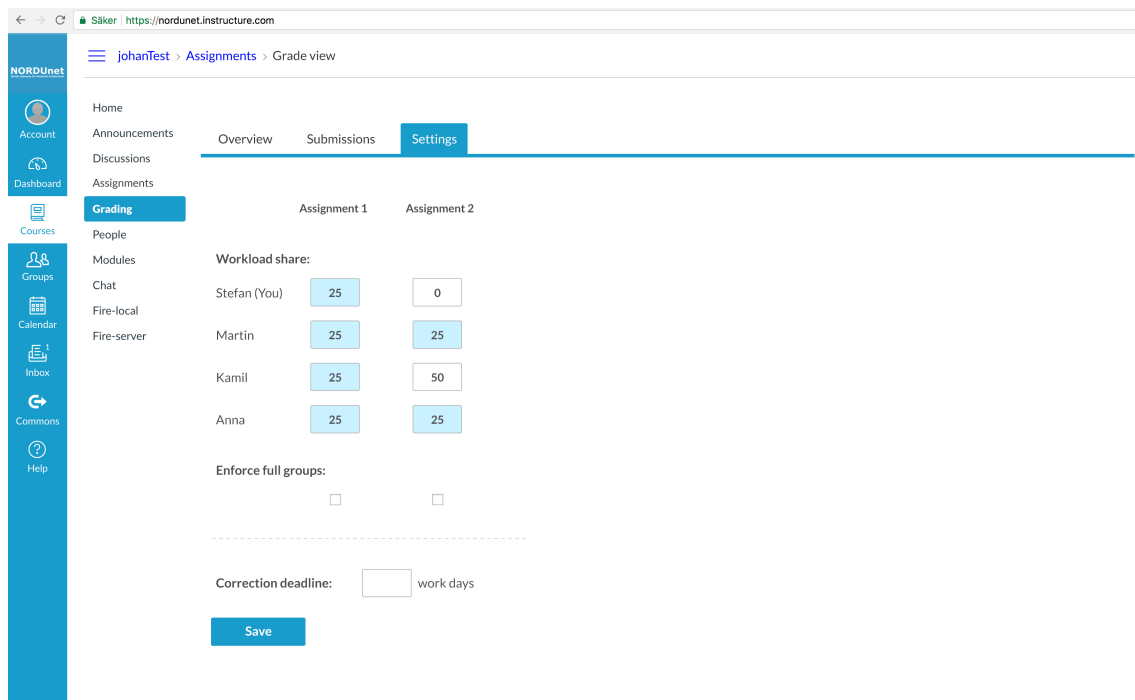 Säker https://nordunet.instructure.com
NORDUnet
johanTest > Assignments > Grade view
Account
Dashboard
Courses
Groups
Calendar
1
Inbox
Commons
?
Help
Home
Announcements
Discussions
Assignments
Grading
People
Modules
Chat
Fire-local
Fire-server
Overview Submissions Settings
Assignment 1 Assignment 2
Workload share:
Stefan (You) 25 0
Martin 25 25
Kamil 25 50
Anna 25 25
Enforce full groups:
Correction deadline: work days
Save